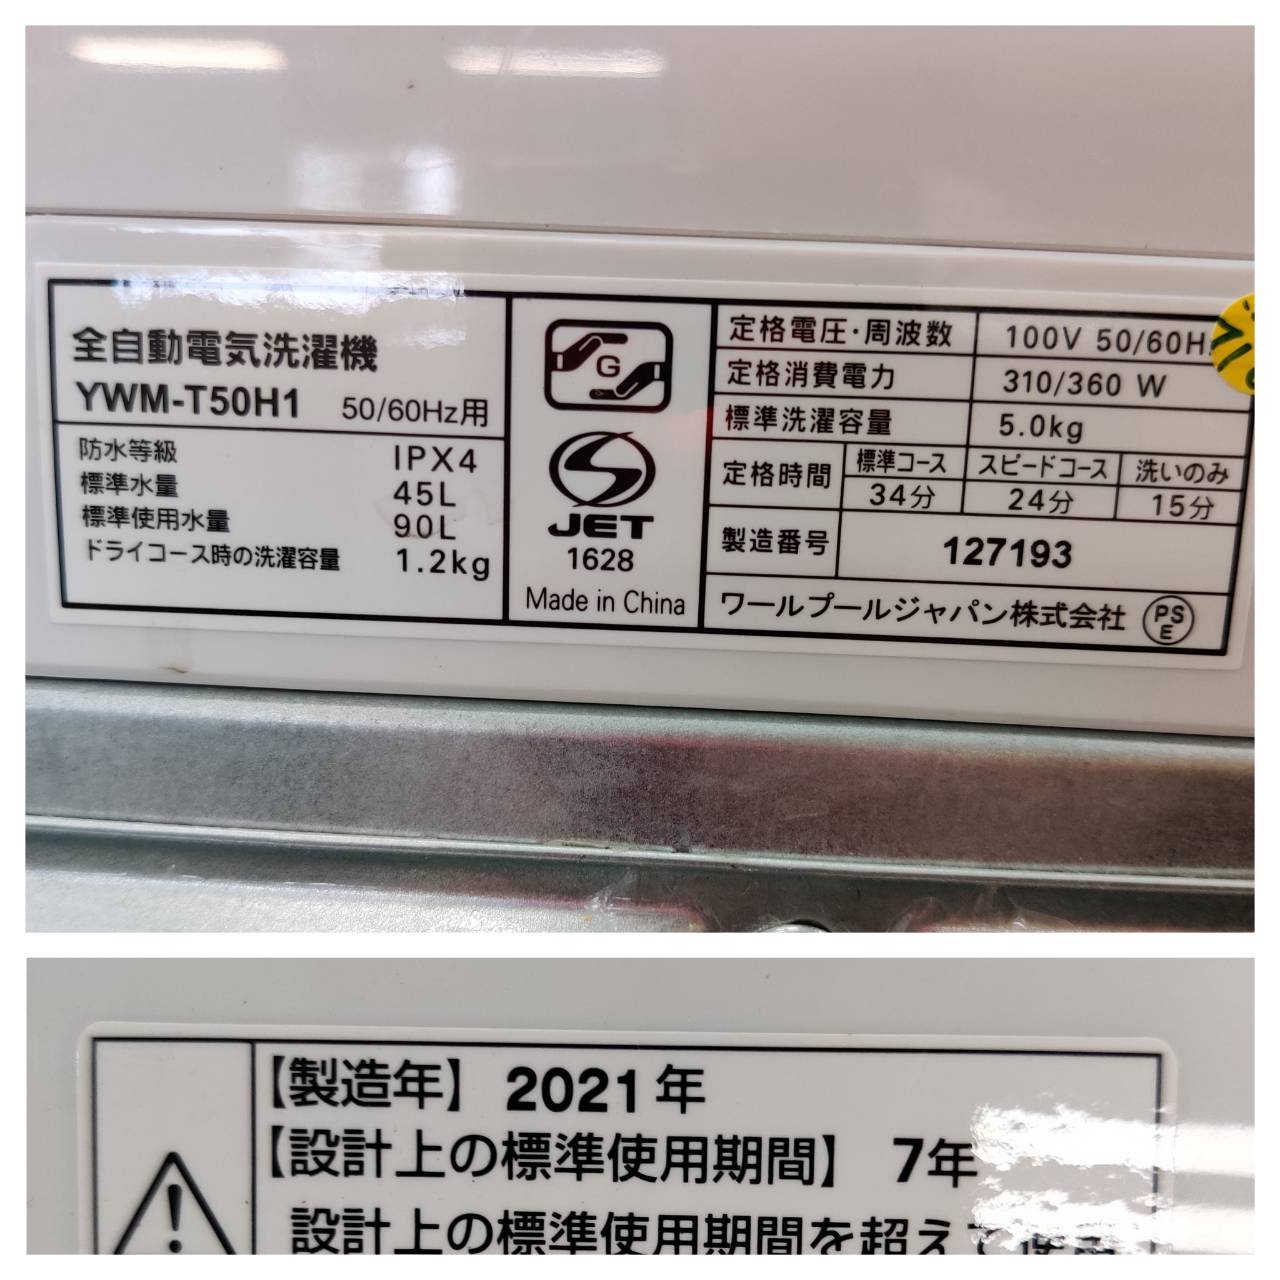 全自動電気洗濯機
YWM-T50H1 50/60Hz用
防水等級 IPX4
標準水量 45L
標準使用水量 90L
ドライコース時の洗濯容量 1.2kg
G
JET
1628
Made in China
定格電圧・周波数 100V 50/60H
定格消費電力 310/360 W
標準洗濯容量 5.0kg
定格時間 標準コース スピードコース 洗いのみ
34分 24分 15分
製造番号 127193
ワールプールジャパン株式会社 PSE
【製造年】 2021年
【設計上の標準使用期間】 7年
設計上の標準使用期間を超えて